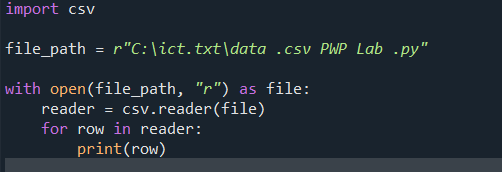 import csv
file_path = r"C:\ict.txt\data .csv PWP Lab .py"
with open(file_path, "r") as file:
    reader = csv.reader(file)
    for row in reader:
        print(row)